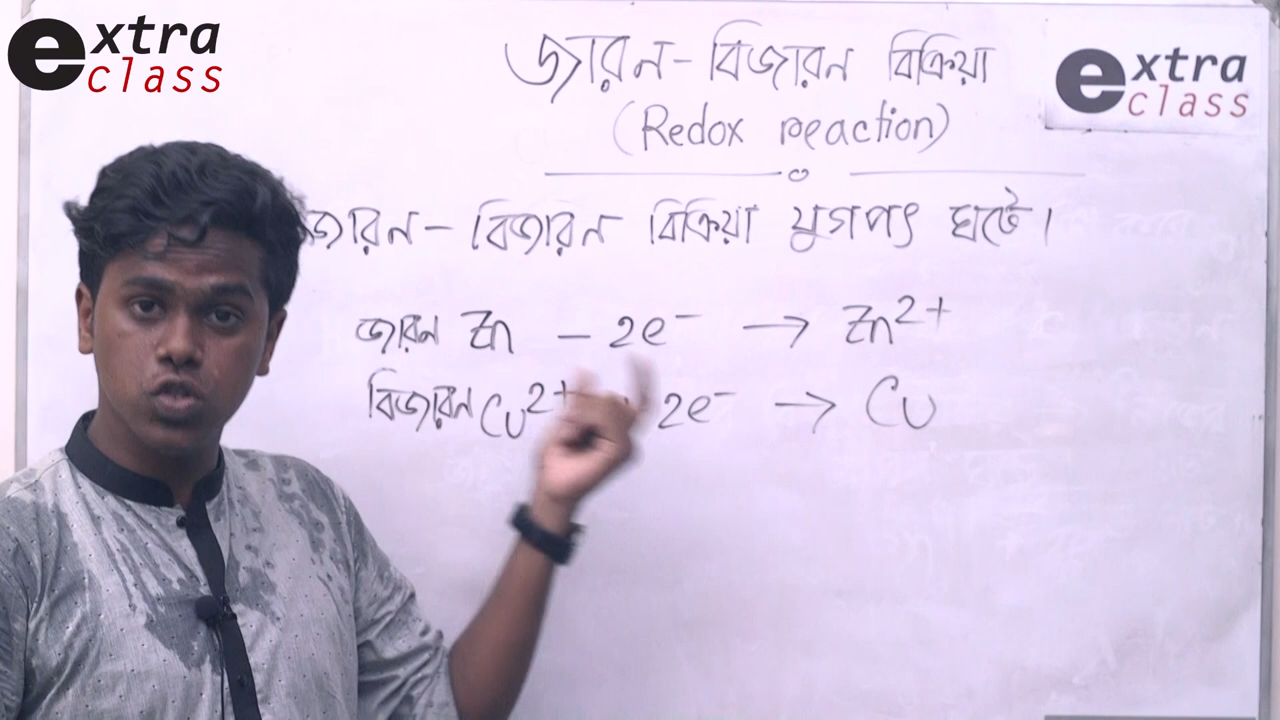 extra class
extra class
জারন-বিজারন বিক্রিয়া
(Redox reaction)
জারন-বিজারন বিক্রিয়া যুগপৎ ঘটে।
জারন Zn - 2e⁻ → Zn²⁺
বিজারন Cu²⁺ 2e⁻ → Cu